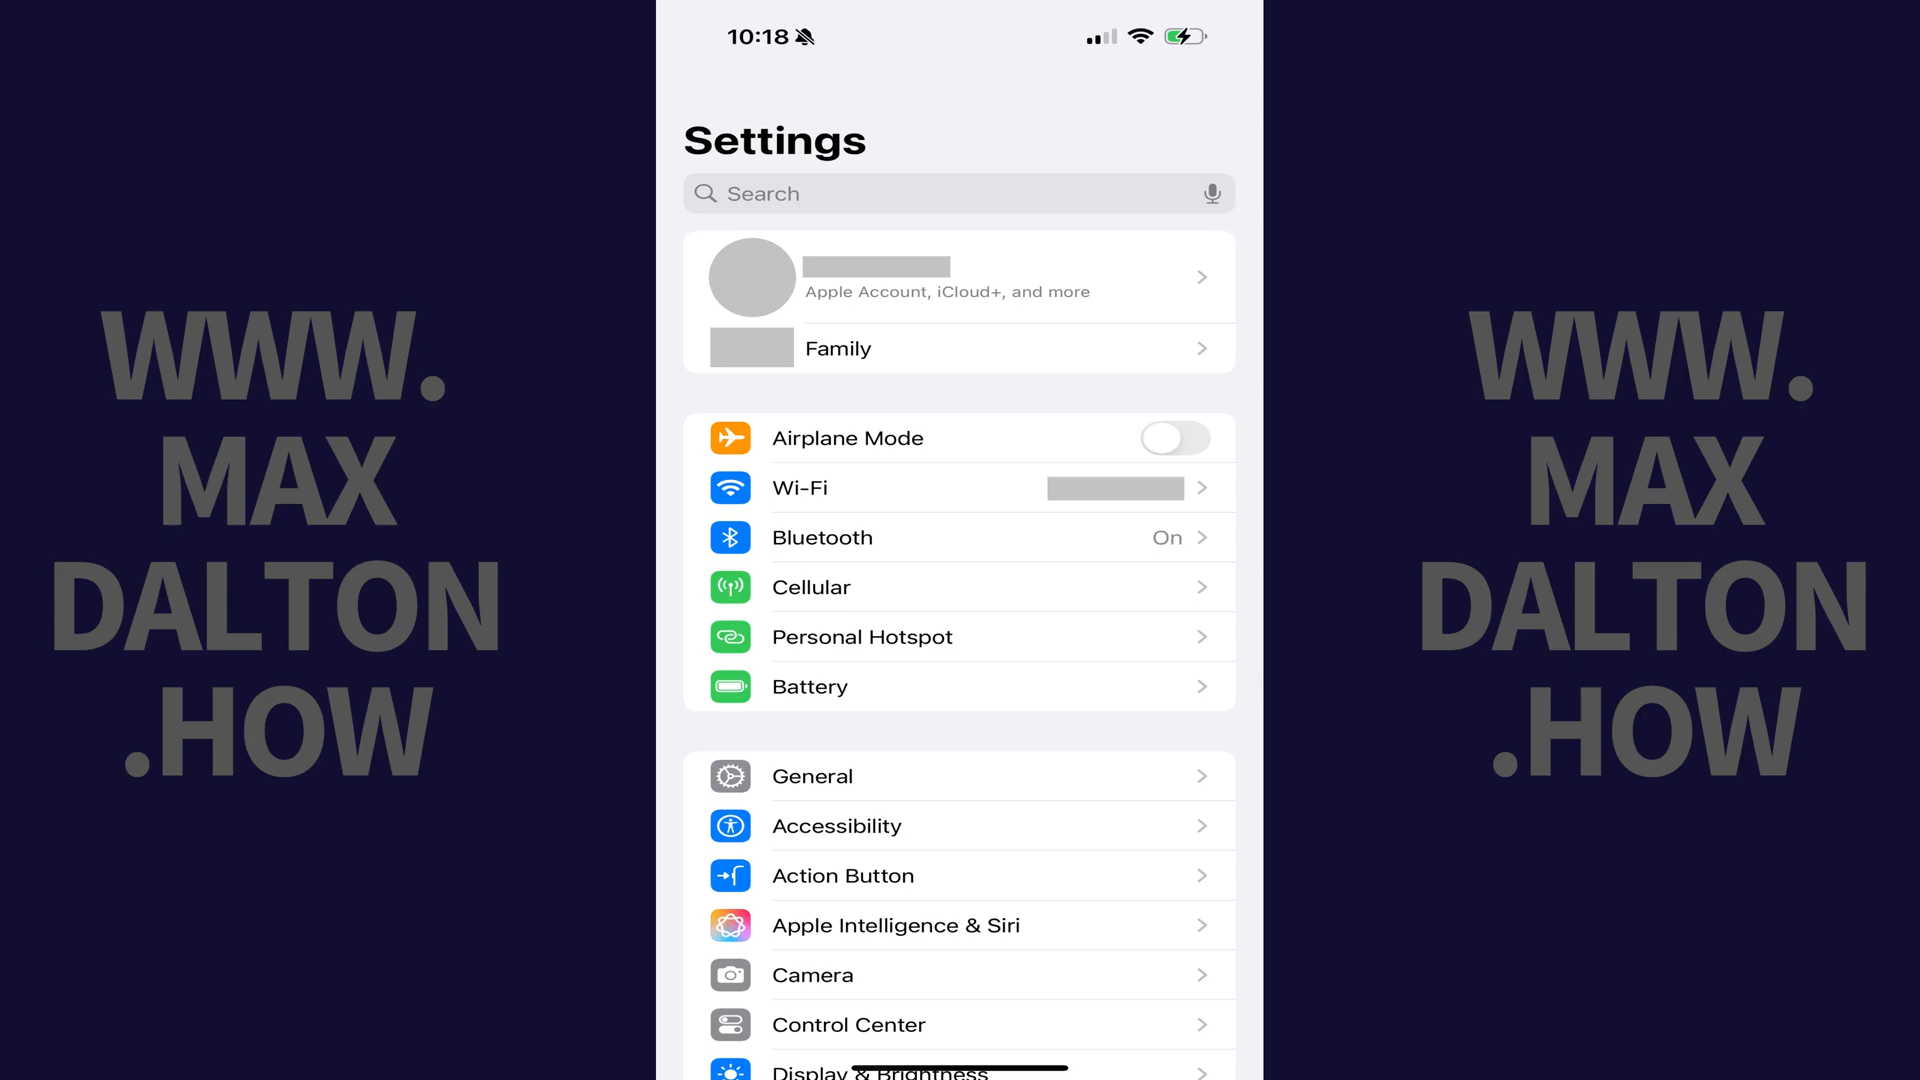 10:18
Settings
Search
Apple Account, iCloud+, and more
Family
Airplane Mode
Wi-Fi
Bluetooth On
Cellular
Personal Hotspot
Battery
General
Accessibility
Action Button
Apple Intelligence & Siri
Camera
Control Center
Display & Brightness
WWW.
MAX
DALTON
.HOW
WWW.
MAX
DALTON
.HOW